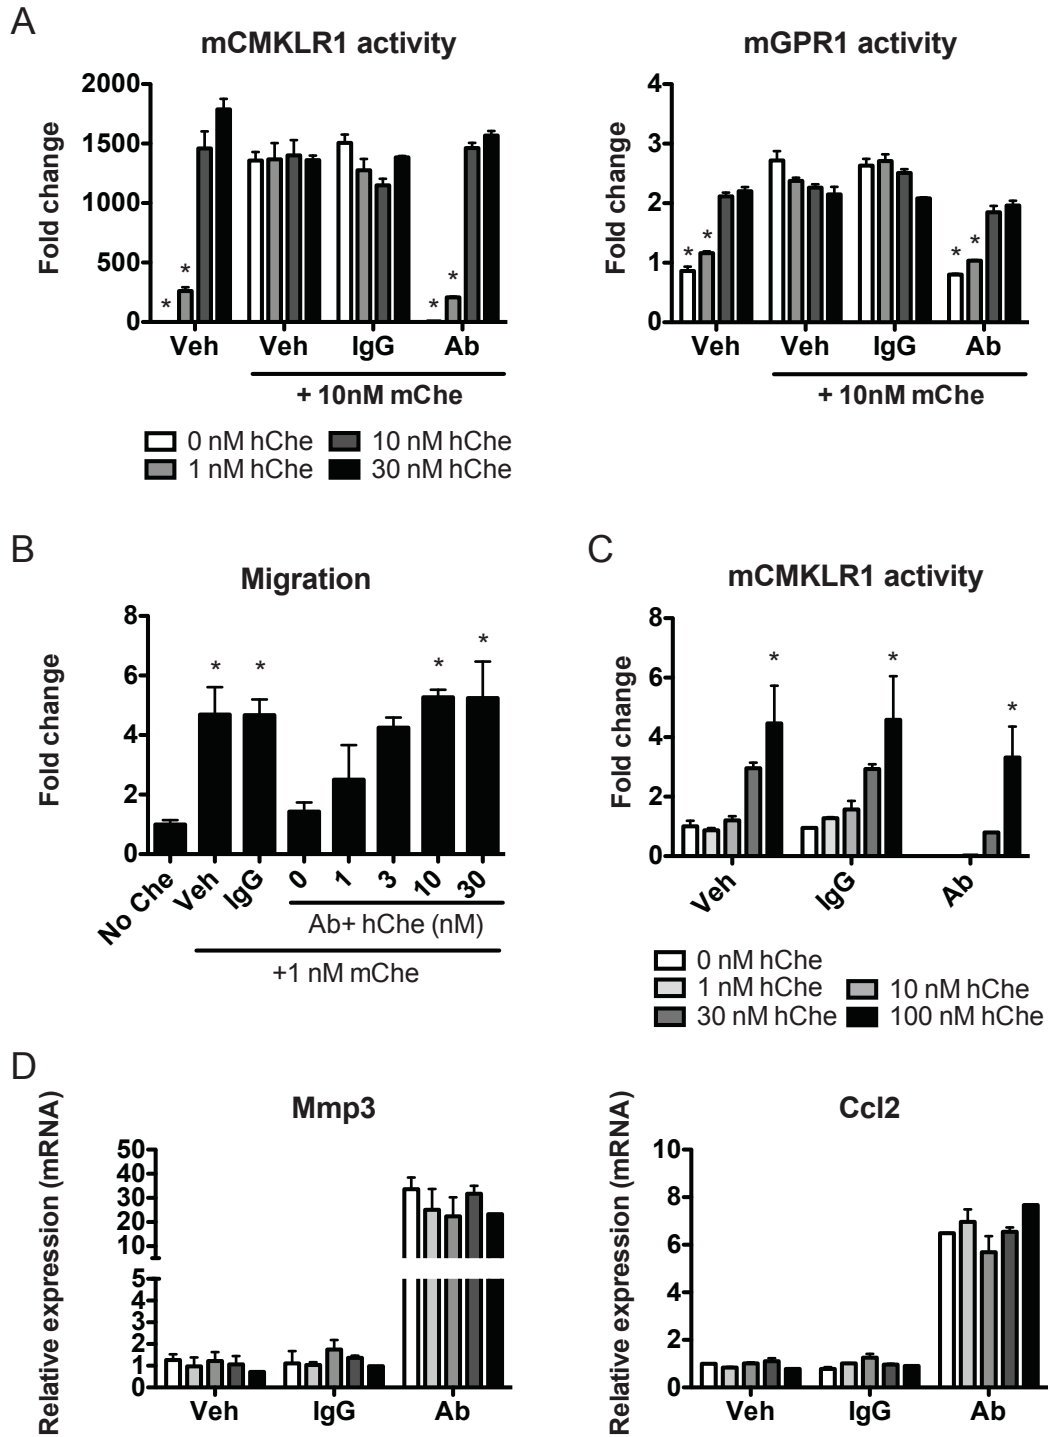 A
mCMKLR1 activity
Fold change
2000
1500
1000
500
0
* * * *
Veh Veh IgG Ab
+ 10nM mChe
0 nM hChe 10 nM hChe
1 nM hChe 30 nM hChe
mGPR1 activity
Fold change
4
3
2
1
0
* * * *
Veh Veh IgG Ab
+ 10nM mChe
B
Migration
Fold change
8
6
4
2
0
* * * *
No Che Veh IgG 0 1 3 10 30
Ab+ hChe (nM)
+1 nM mChe
C
mCMKLR1 activity
Fold change
8
6
4
2
0
* * *
Veh IgG Ab
0 nM hChe
1 nM hChe 10 nM hChe
30 nM hChe 100 nM hChe
D
Mmp3
Relative expression (mRNA)
50
40
30
20
10
5
4
3
2
1
0
Veh IgG Ab
Ccl2
Relative expression (mRNA)
10
8
6
4
2
0
Veh IgG Ab